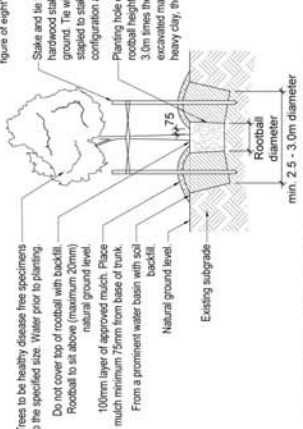 figure of eight"
Trees to be healthy disease free specimens
to the specified size. Water prior to planting.
Do not cover top of rootball with backfill.
Rootball to sit above (maximum 20mm)
natural ground level.
100mm layer of approved mulch. Place
mulch minimum 75mm from base of trunk.
From a prominent water basin with soil
backfill.
Natural ground level.
Existing subgrade
Stake and tie
hardwood stak
ground. Tie w
stapled to stak
configuration
Planting hole
rootball height
3.0m times the
excavated ma
heavy clay, th
75
Rootball
diameter
min. 2.5 - 3.0m diameter